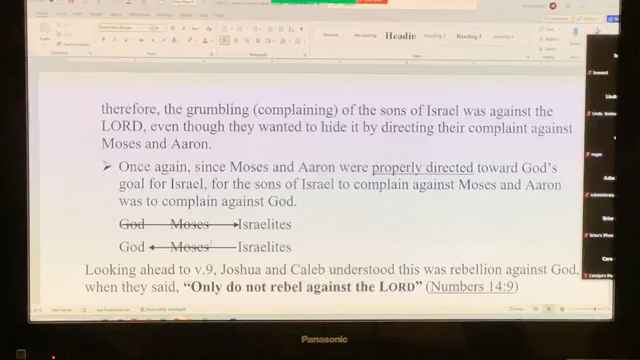 Headin
therefore, the grumbling (complaining) of the sons of Israel was against the
LORD, even though they wanted to hide it by directing their complaint against
Moses and Aaron.
➤ Once again, since Moses and Aaron were properly directed toward God's
goal for Israel, for the sons of Israel to complain against Moses and Aaron
was to complain against God.
God Moses Israelites
God Moses Israelites
Looking ahead to v.9, Joshua and Caleb understood this was rebellion against God,
when they said, “Only do not rebel against the LORD” (Numbers 14:9)
Panasonic